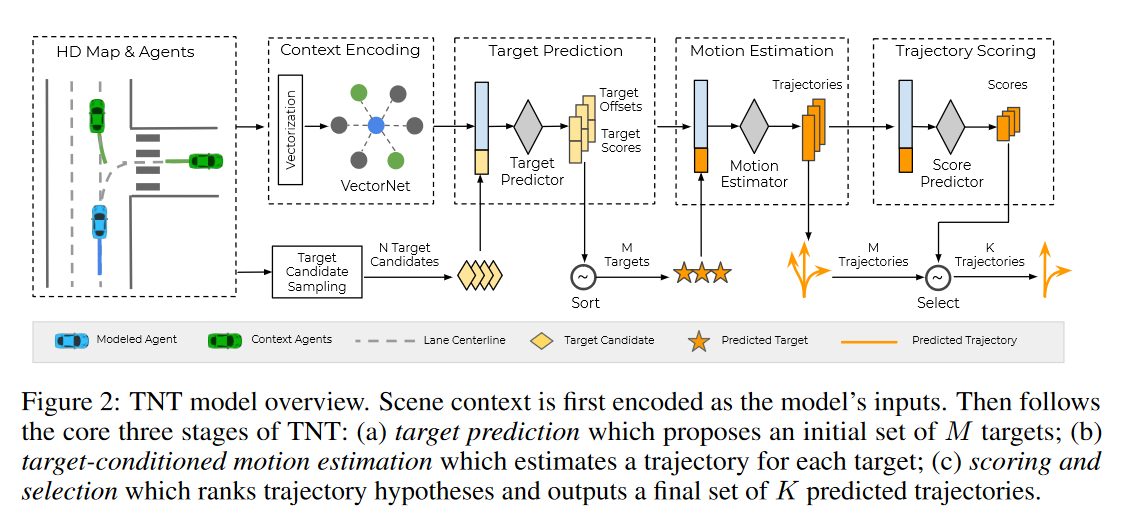 HD Map & Agents
Context Encoding
Target Prediction
Motion Estimation
Trajectory Scoring
Vectorization
VectorNet
Target
Offsets
Target
Scores
Target
Predictor
Trajectories
Motion
Estimator
Scores
Score
Predictor
Target
Candidate
Sampling
N Target
Candidates
~
Sort
M
Targets
M
Trajectories
~
Select
K
Trajectories
Modeled Agent
Context Agents
Lane Centerline
Target Candidate
Predicted Target
Predicted Trajectory
Figure 2: TNT model overview. Scene context is first encoded as the model's inputs. Then follows
the core three stages of TNT: (a) target prediction which proposes an initial set of M targets; (b)
target-conditioned motion estimation which estimates a trajectory for each target; (c) scoring and
selection which ranks trajectory hypotheses and outputs a final set of K predicted trajectories.